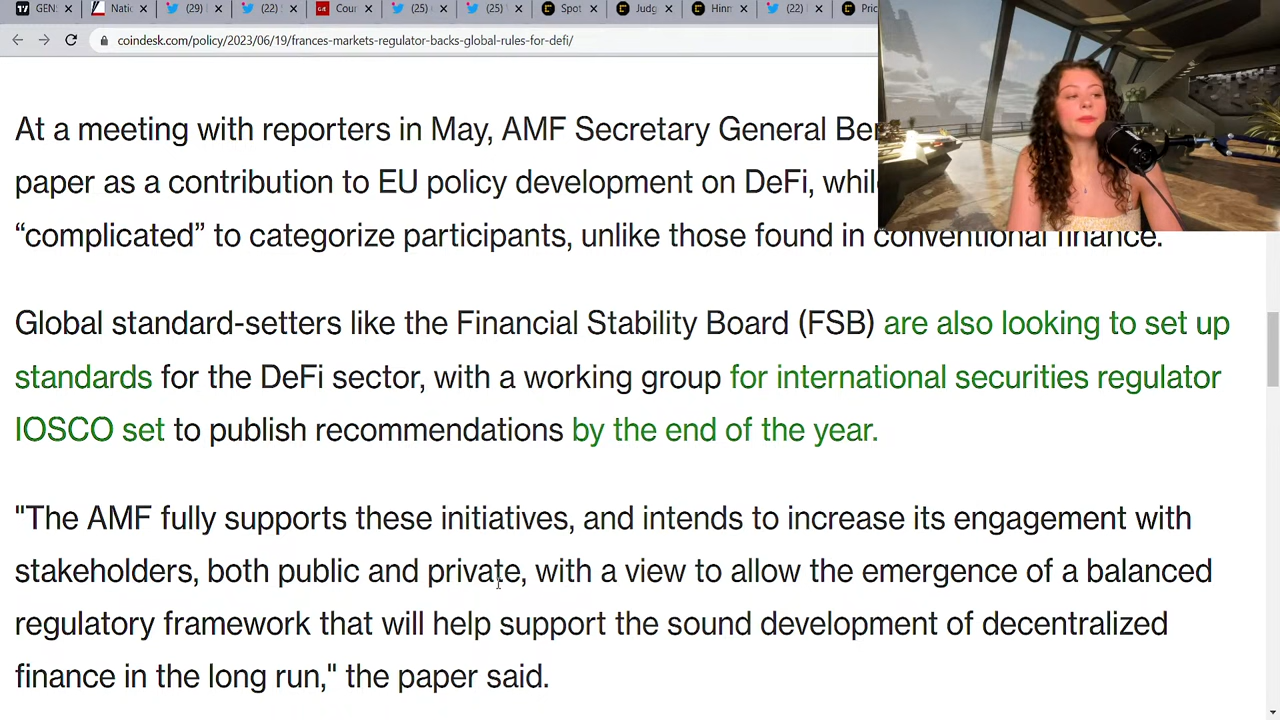 GEN: Natio (29) (22) Cour (25) (25) Spot Judg Hinn (22) Pric
coindesk.com/policy/2023/06/19/frances-markets-regulator-backs-global-rules-for-defi/
At a meeting with reporters in May, AMF Secretary General
paper as a contribution to EU policy development on DeFi,
“complicated” to categorize participants, unlike those found in conventional finance.
Global standard-setters like the Financial Stability Board (FSB) are also looking to set up
standards for the DeFi sector, with a working group for international securities regulator
IOSCO set to publish recommendations by the end of the year.
"The AMF fully supports these initiatives, and intends to increase its engagement with
stakeholders, both public and private, with a view to allow the emergence of a balanced
regulatory framework that will help support the sound development of decentralized
finance in the long run," the paper said.